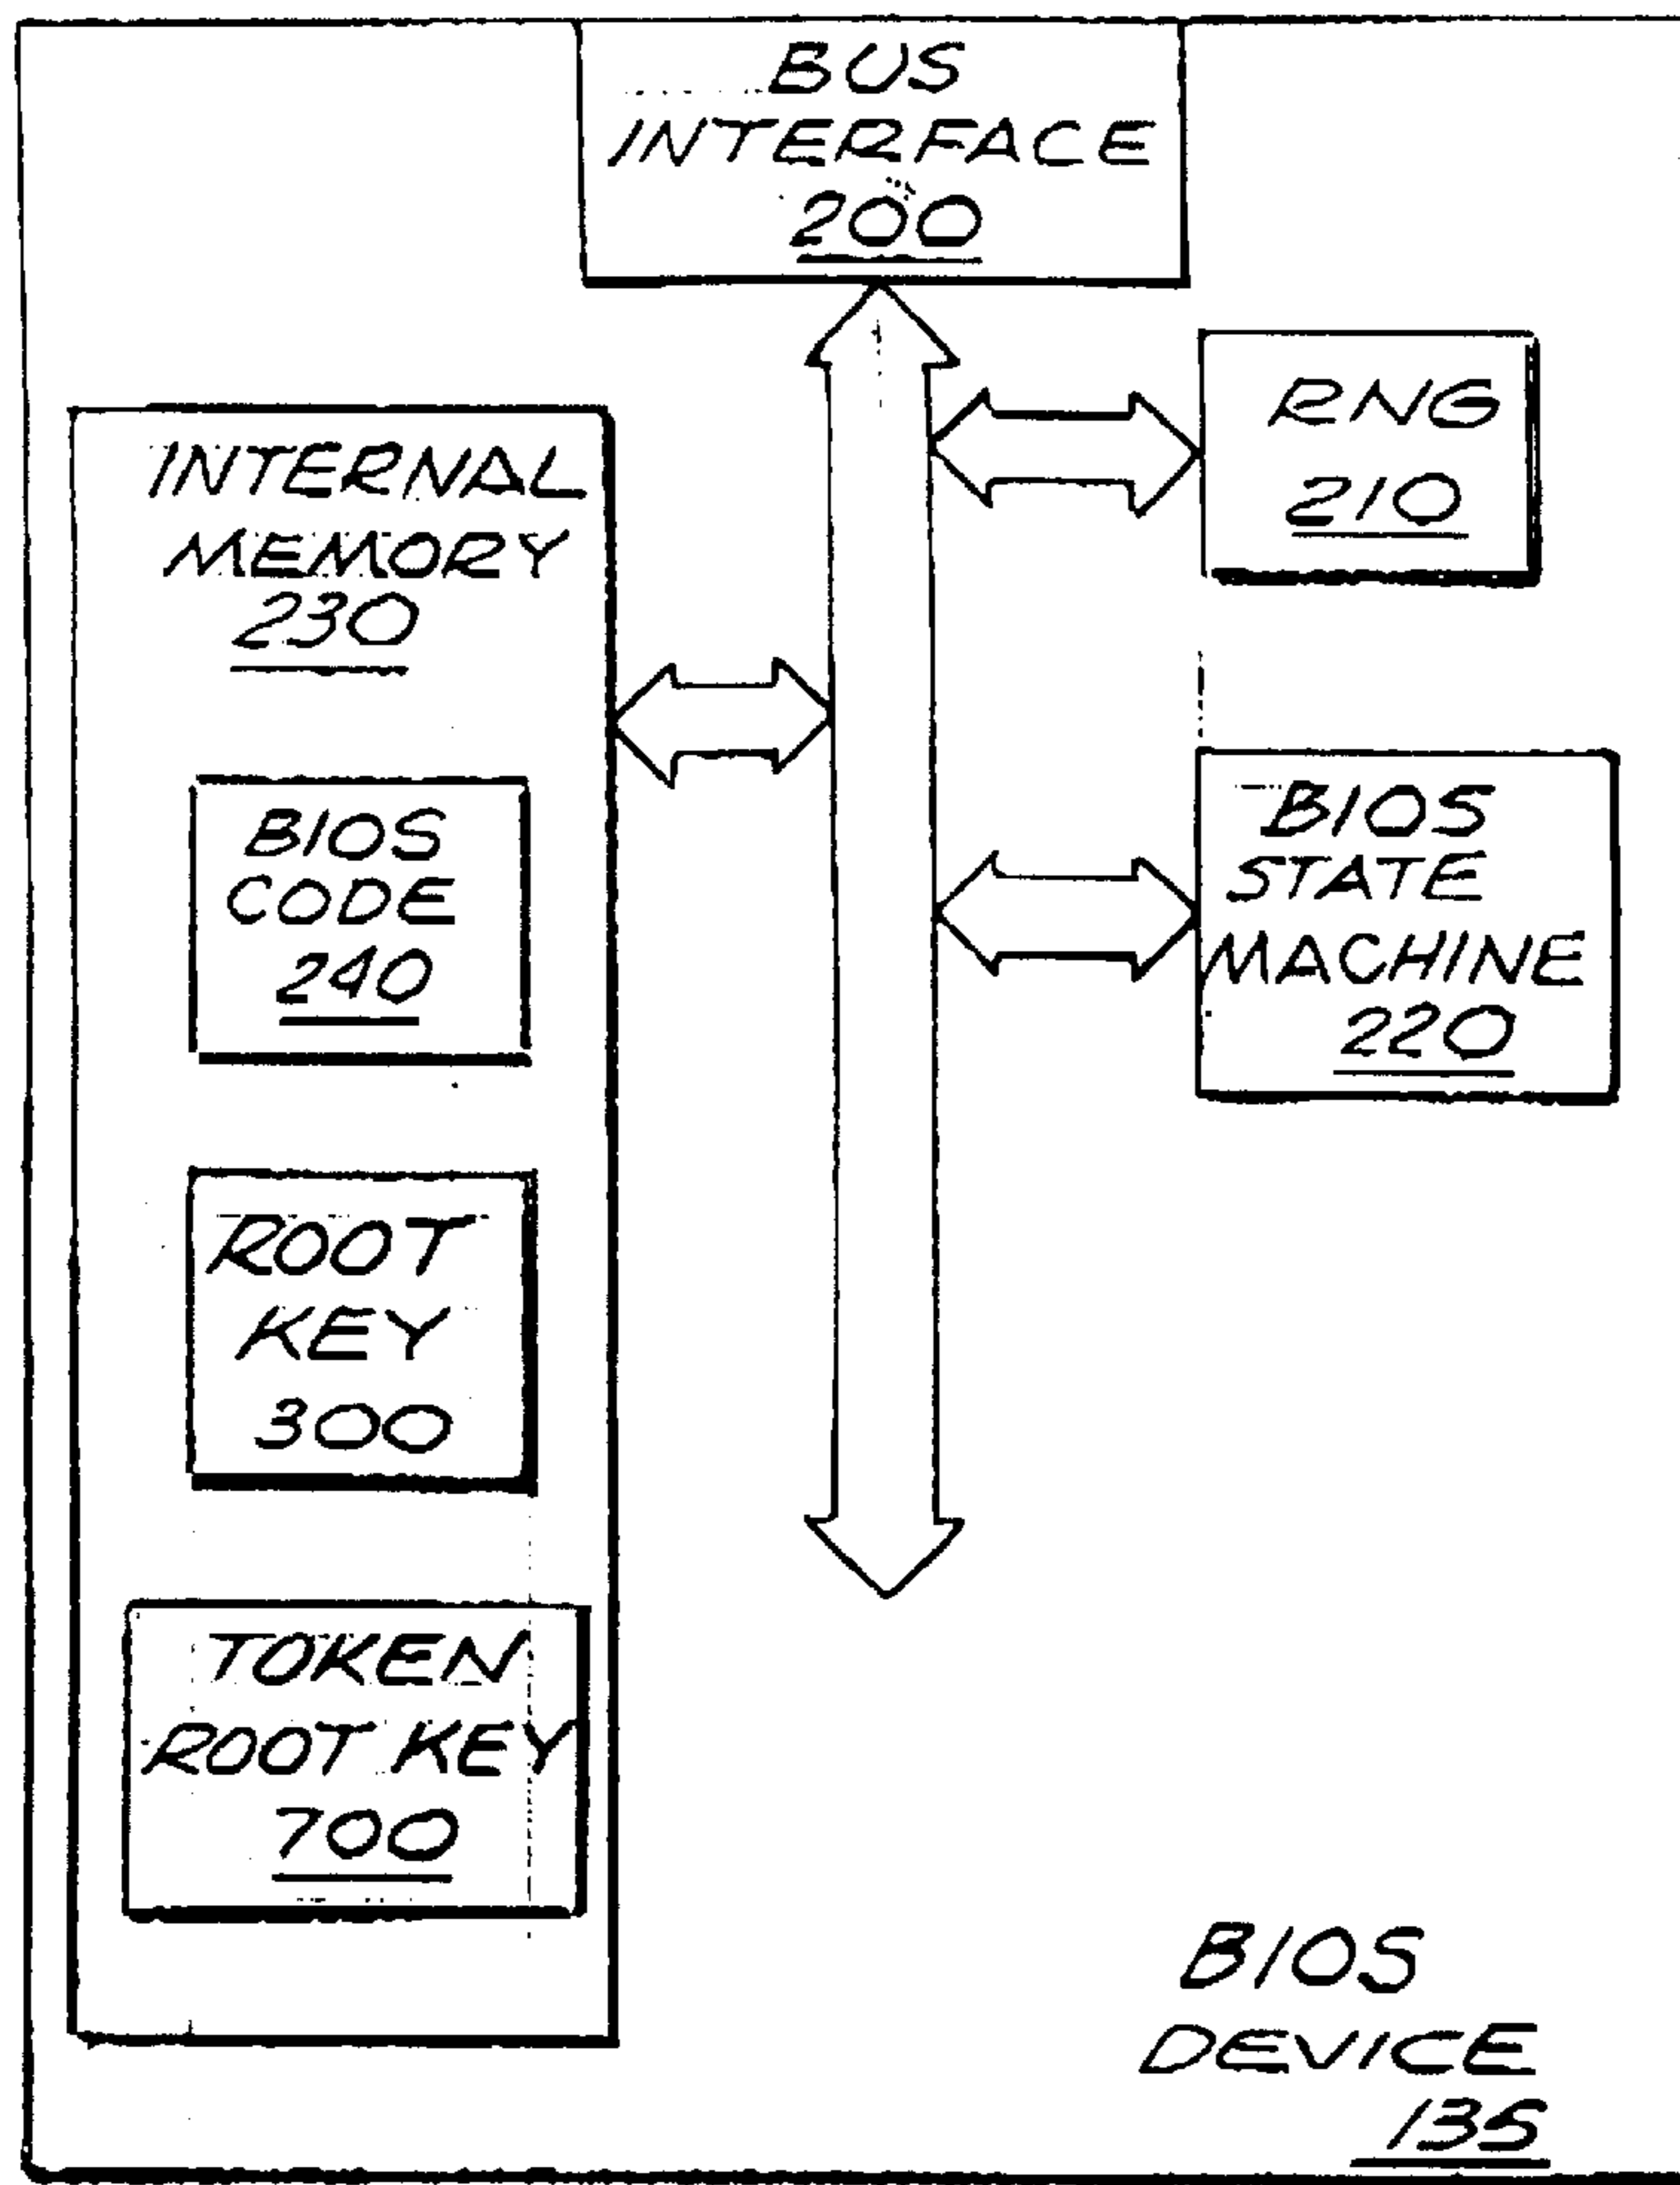 BUS
INTERFACE
200
RNG
210
INTERNAL
MEMORY
230
BIOS
CODE
240
BIOS
STATE
MACHINE
220
ROOT
KEY
300
TOKEN
ROOT KEY
700
BIOS
DEVICE
135